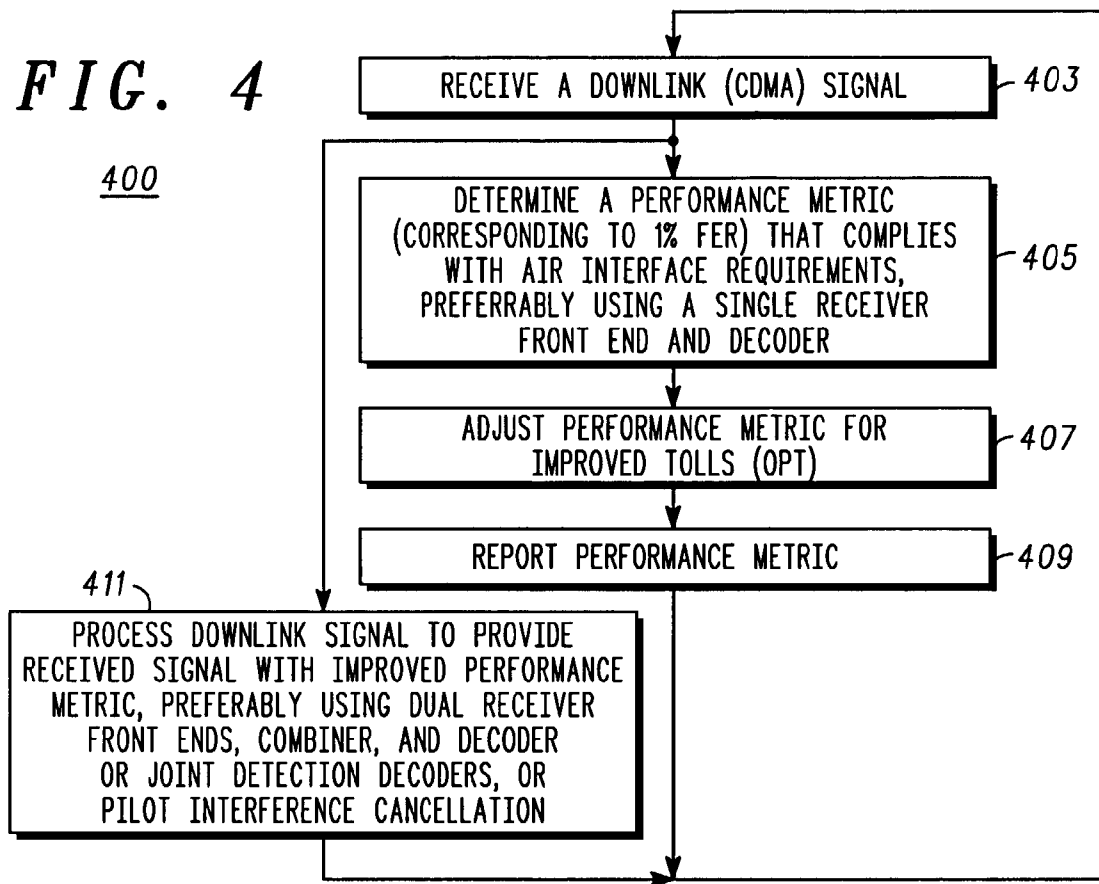 FIG. 4
400
RECEIVE A DOWNLINK (CDMA) SIGNAL
403
DETERMINE A PERFORMANCE METRIC
(CORRESPONDING TO 1% FER) THAT COMPLIES
WITH AIR INTERFACE REQUIREMENTS,
PREFERRABLY USING A SINGLE RECEIVER
FRONT END AND DECODER
405
ADJUST PERFORMANCE METRIC FOR
IMPROVED TOLLS (OPT)
407
REPORT PERFORMANCE METRIC
409
411
PROCESS DOWNLINK SIGNAL TO PROVIDE
RECEIVED SIGNAL WITH IMPROVED PERFORMANCE
METRIC, PREFERABLY USING DUAL RECEIVER
FRONT ENDS, COMBINER, AND DECODER
OR JOINT DETECTION DECODERS, OR
PILOT INTERFERENCE CANCELLATION